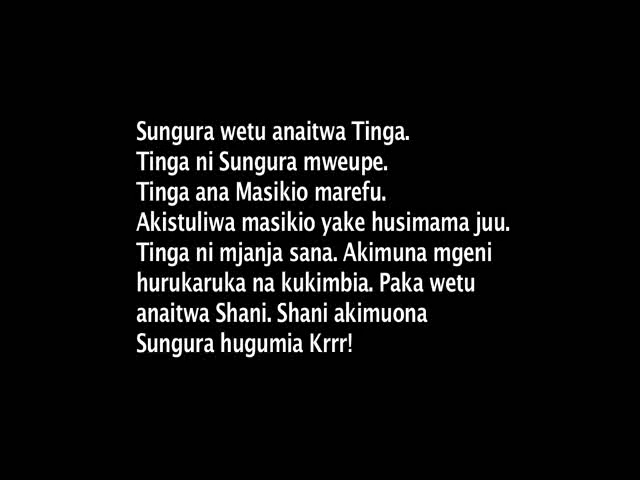 Sungura wetu anaitwa Tinga.
Tinga ni Sungura mweupe.
Tinga ana Masikio marefu.
Akistuliwa masikio yake husimama juu.
Tinga ni mjanja sana. Akimuna mgeni
hurukaruka na kukimbia. Paka wetu
anaitwa Shani. Shani akimuona
Sungura hugumia Krrr!